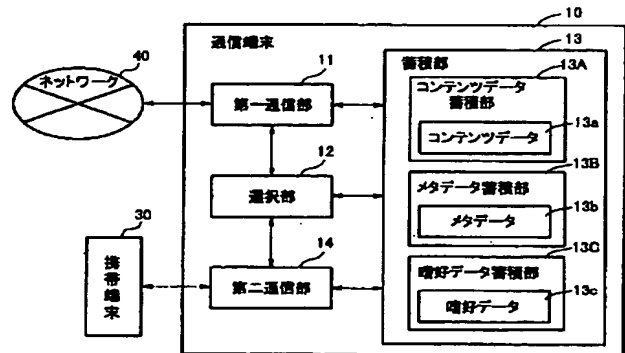 10
通信端末
13
40
ネットワーク
11
蓄積部
13A
第一通信部
コンテンツデータ
蓄積部
13a
コンテンツデータ
12
13B
選択部
メタデータ蓄積部
13b
メタデータ
30
14
13C
携帯端末
第二通信部
嗜好データ蓄積部
13c
嗜好データ